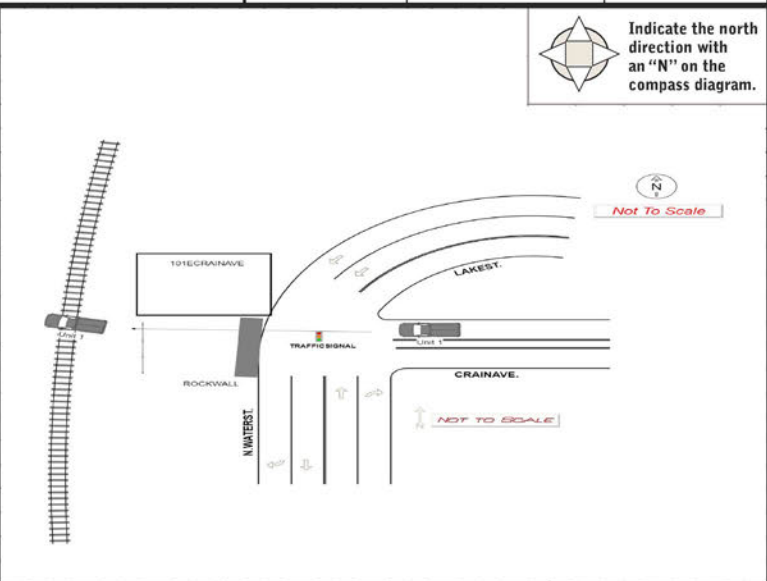 Indicate the north
direction with
an “N” on the
compass diagram.
N
Not To Scale
101ECRAINAVE
LAKEST.
Unit 1
TRAFFICSIGNAL
Unit 1
CRAINAVE.
ROCKWALL
N.WATERST.
NOT TO SCALE